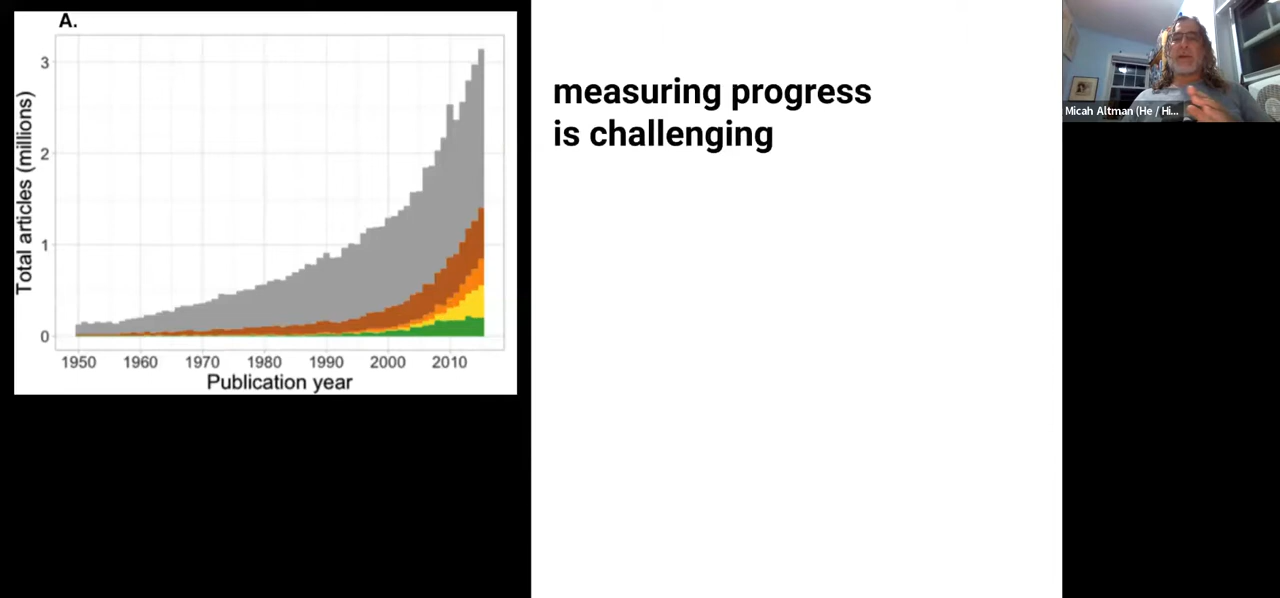 A.
Total articles (millions)
3
2
1
0
1950 1960 1970 1980 1990 2000 2010
Publication year
measuring progress
is challenging
Micah Altman (He / Hi...